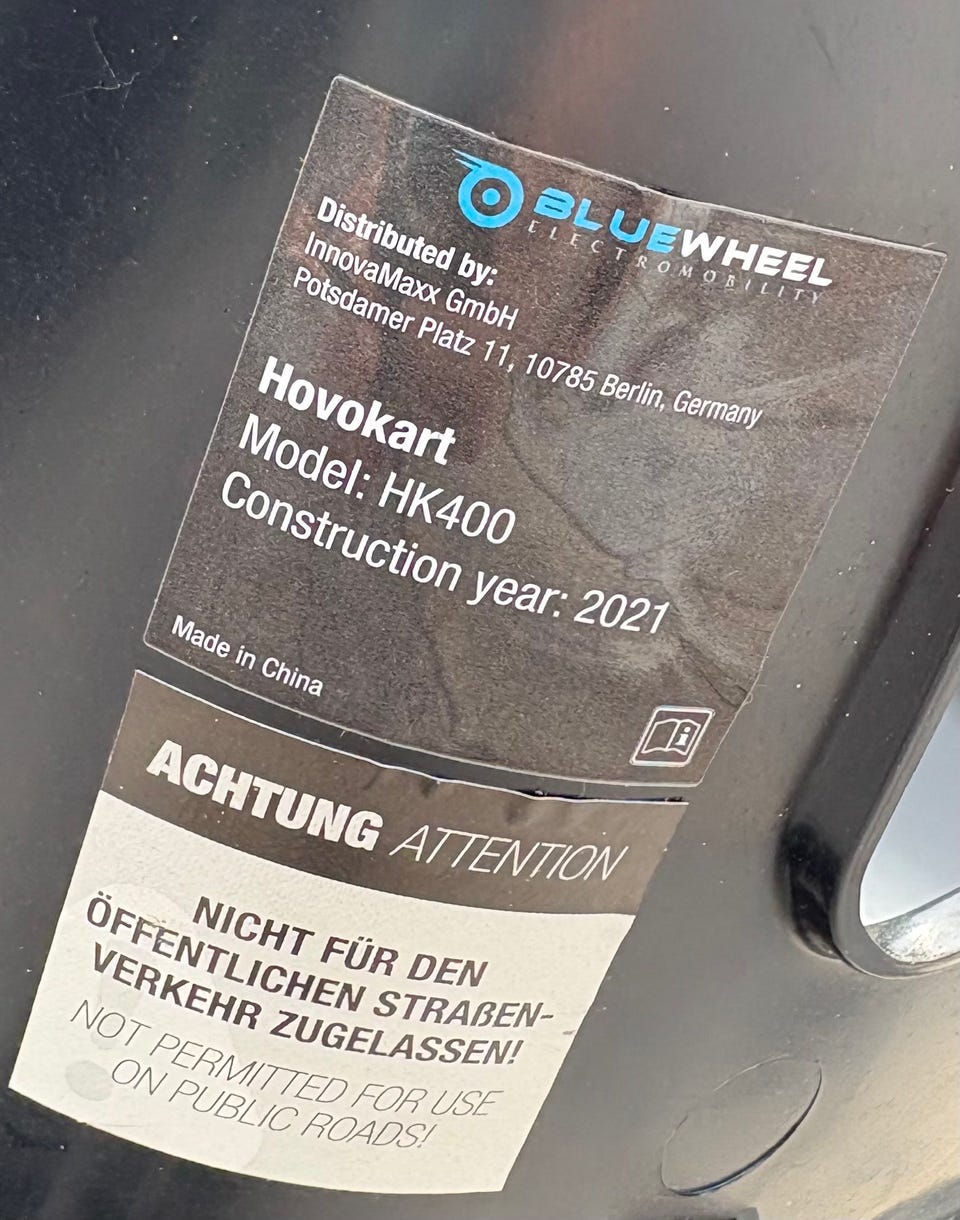 BLUEWHEEL
ELECTROMOBILITY
Distributed by:
InnovaMaxx GmbH
Potsdamer Platz 11, 10785 Berlin, Germany
Hovokart
Model: HK400
Construction year: 2021
Made in China
i
ACHTUNG ATTENTION
NICHT FÜR DEN
ÖFFENTLICHEN STRAßEN-
VERKEHR ZUGELASSEN!
NOT PERMITTED FOR USE
ON PUBLIC ROADS!